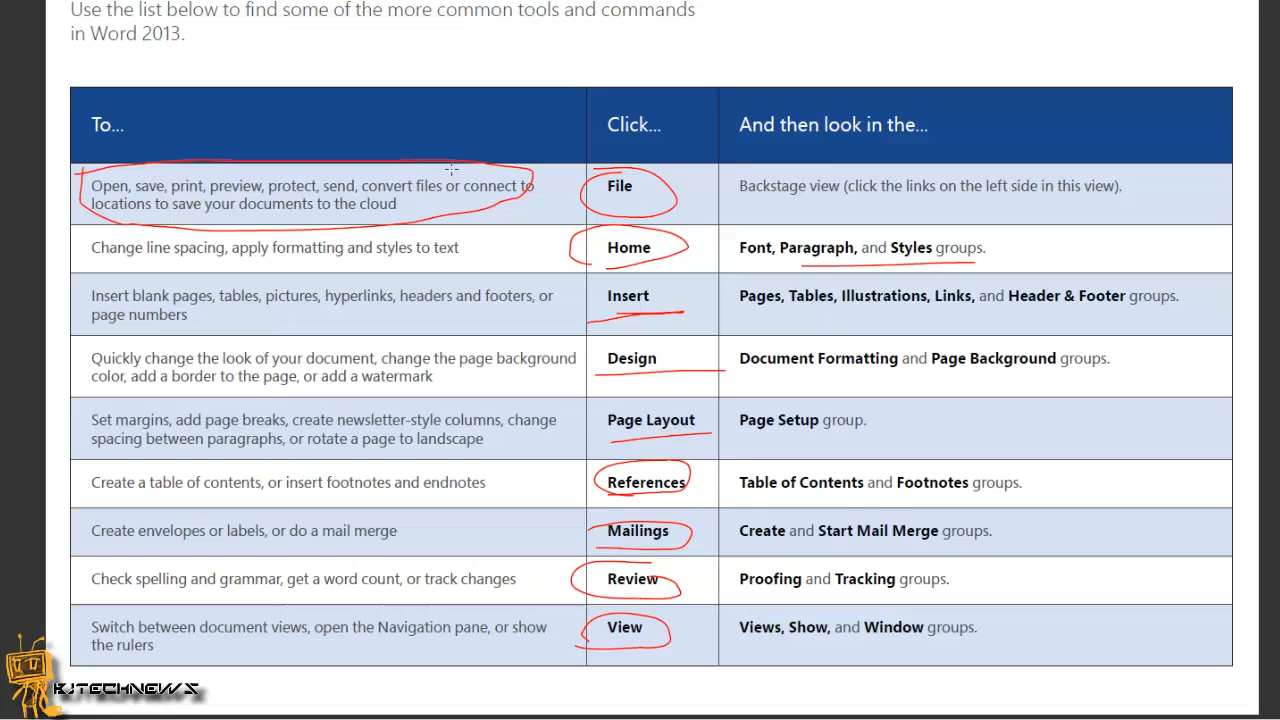 Use the list below to find some of the more common tools and commands
in Word 2013.
To... Click... And then look in the...
Open, save, print, preview, protect, send, convert files or connect to
locations to save your documents to the cloud
File
Backstage view (click the links on the left side in this view).
Change line spacing, apply formatting and styles to text
Home
Font, Paragraph, and Styles groups.
Insert blank pages, tables, pictures, hyperlinks, headers and footers, or
page numbers
Insert
Pages, Tables, Illustrations, Links, and Header & Footer groups.
Quickly change the look of your document, change the page background
color, add a border to the page, or add a watermark
Design
Document Formatting and Page Background groups.
Set margins, add page breaks, create newsletter-style columns, change
spacing between paragraphs, or rotate a page to landscape
Page Layout
Page Setup group.
Create a table of contents, or insert footnotes and endnotes
References
Table of Contents and Footnotes groups.
Create envelopes or labels, or do a mail merge
Mailings
Create and Start Mail Merge groups.
Check spelling and grammar, get a word count, or track changes
Review
Proofing and Tracking groups.
Switch between document views, open the Navigation pane, or show
the rulers
View
Views, Show, and Window groups.
KJTECHNEWS